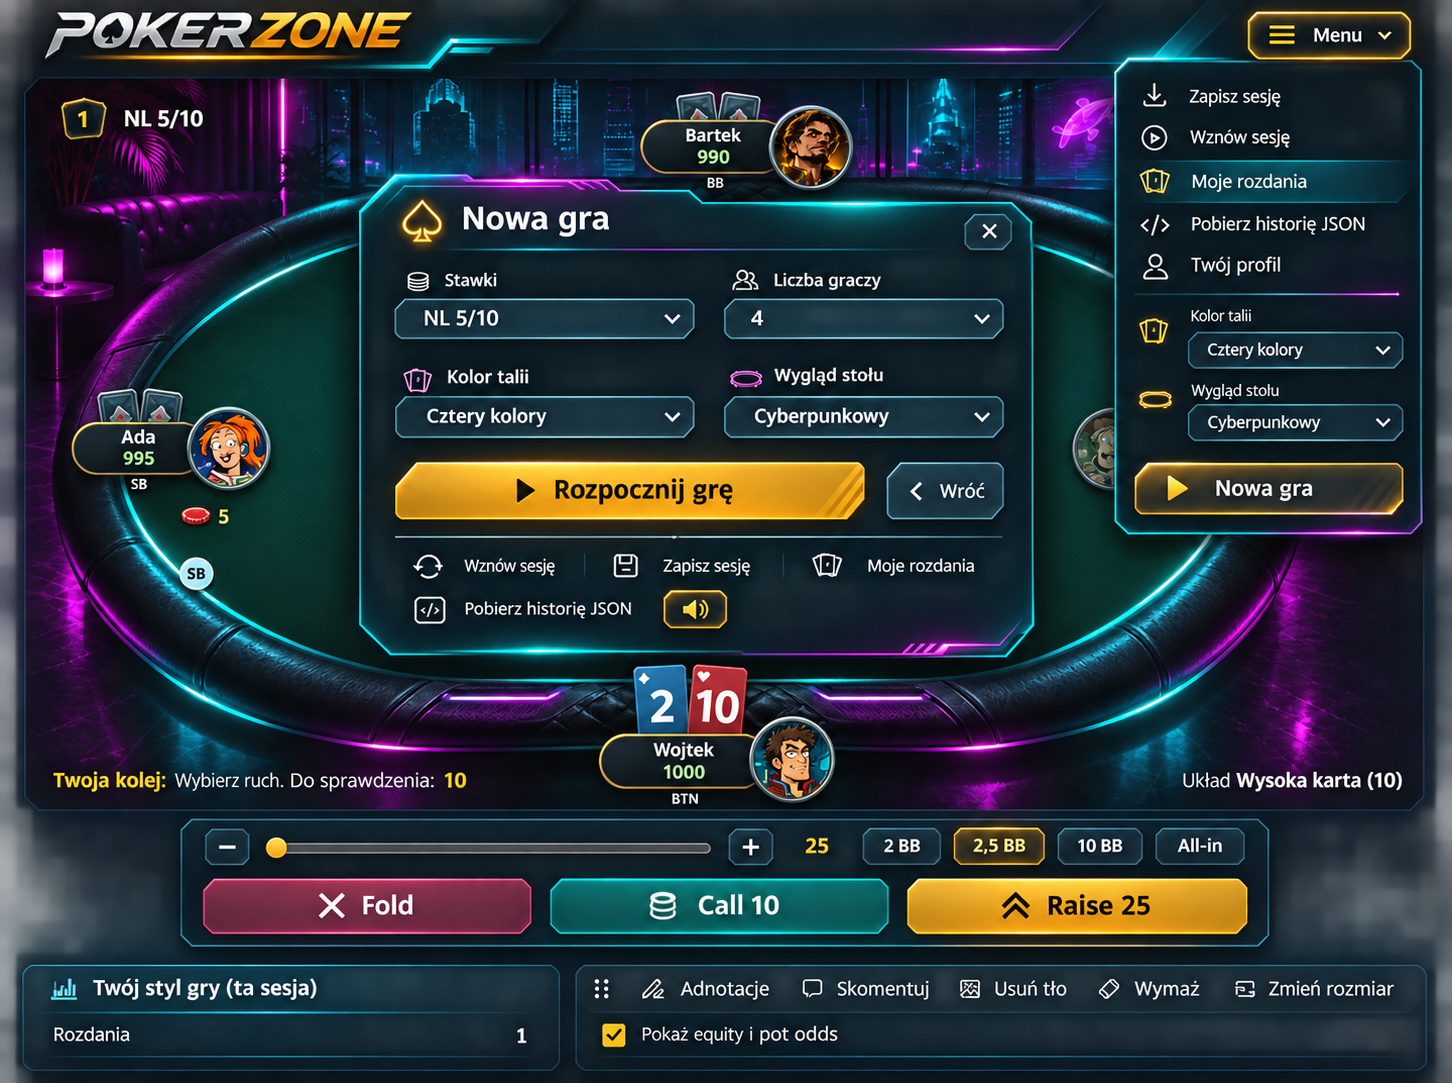 POKERZONE
Menu
1
NL 5/10
Zapisz sesję
Wznów sesję
Moje rozdania
Pobierz historię JSON
Twój profil
Kolor talii
Cztery kolory
Wygląd stołu
Cyberpunkowy
Nowa gra
Bartek
990
BB
Nowa gra
Stawki
Liczba graczy
NL 5/10
4
Kolor talii
Wygląd stołu
Cztery kolory
Cyberpunkowy
Rozpocznij grę
Wróć
Wznów sesję
Zapisz sesję
Moje rozdania
Pobierz historię JSON
Ada
995
SB
5
SB
2
10
Wojtek
1000
BTN
Twoja kolej: Wybierz ruch. Do sprawdzenia: 10
Układ Wysoka karta (10)
25
2 BB
2,5 BB
10 BB
All-in
Fold
Call 10
Raise 25
Twój styl gry (ta sesja)
Rozdania
1
Adnotacje
Skomentuj
Usuń tło
Wymaż
Zmień rozmiar
Pokaż equity i pot odds